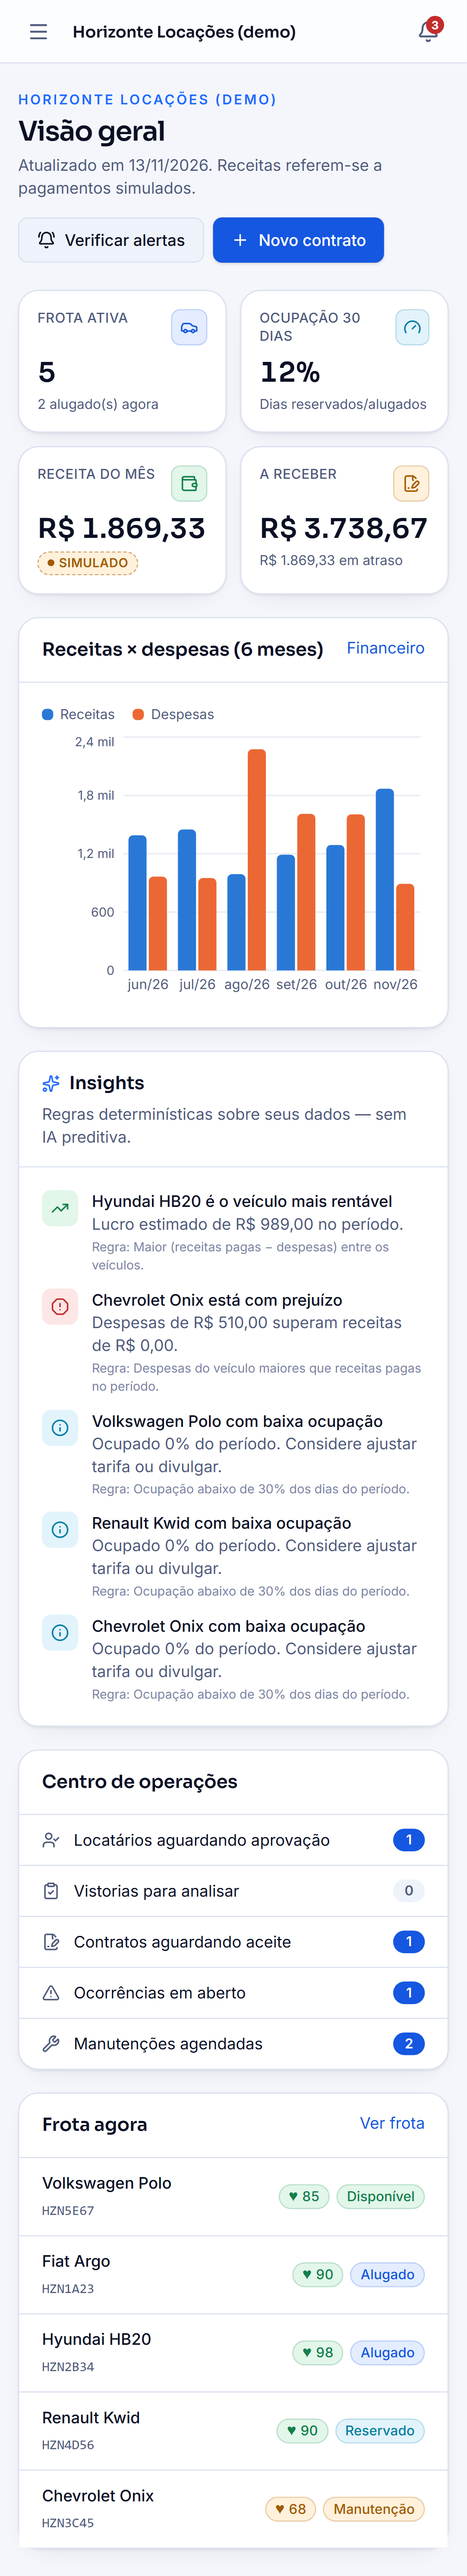 Horizonte Locações (demo)
3
HORIZONTE LOCAÇÕES (DEMO)
Visão geral
Atualizado em 13/11/2026. Receitas referem-se a
pagamentos simulados.
Verificar alertas
+ Novo contrato
FROTA ATIVA
5
2 alugado(s) agora
OCUPAÇÃO 30
DIAS
12%
Dias reservados/alugados
RECEITA DO MÊS
R$ 1.869,33
SIMULADO
A RECEBER
R$ 3.738,67
R$ 1.869,33 em atraso
Receitas × despesas (6 meses)
Financeiro
Receitas
Despesas
2,4 mil
1,8 mil
1,2 mil
600
0
jun/26 jul/26 ago/26 set/26 out/26 nov/26
Insights
Regras determinísticas sobre seus dados — sem
IA preditiva.
Hyundai HB20 é o veículo mais rentável
Lucro estimado de R$ 989,00 no período.
Regra: Maior (receitas pagas − despesas) entre os
veículos.
Chevrolet Onix está com prejuízo
Despesas de R$ 510,00 superam receitas
de R$ 0,00.
Regra: Despesas do veículo maiores que receitas pagas
no período.
Volkswagen Polo com baixa ocupação
Ocupado 0% do período. Considere ajustar
tarifa ou divulgar.
Regra: Ocupação abaixo de 30% dos dias do período.
Renault Kwid com baixa ocupação
Ocupado 0% do período. Considere ajustar
tarifa ou divulgar.
Regra: Ocupação abaixo de 30% dos dias do período.
Chevrolet Onix com baixa ocupação
Ocupado 0% do período. Considere ajustar
tarifa ou divulgar.
Regra: Ocupação abaixo de 30% dos dias do período.
Centro de operações
Locatários aguardando aprovação 1
Vistorias para analisar 0
Contratos aguardando aceite 1
Ocorrências em aberto 1
Manutenções agendadas 2
Frota agora
Ver frota
Volkswagen Polo
HZN5E67
♥ 85 Disponível
Fiat Argo
HZN1A23
♥ 90 Alugado
Hyundai HB20
HZN2B34
♥ 98 Alugado
Renault Kwid
HZN4D56
♥ 90 Reservado
Chevrolet Onix
HZN3C45
♥ 68 Manutenção